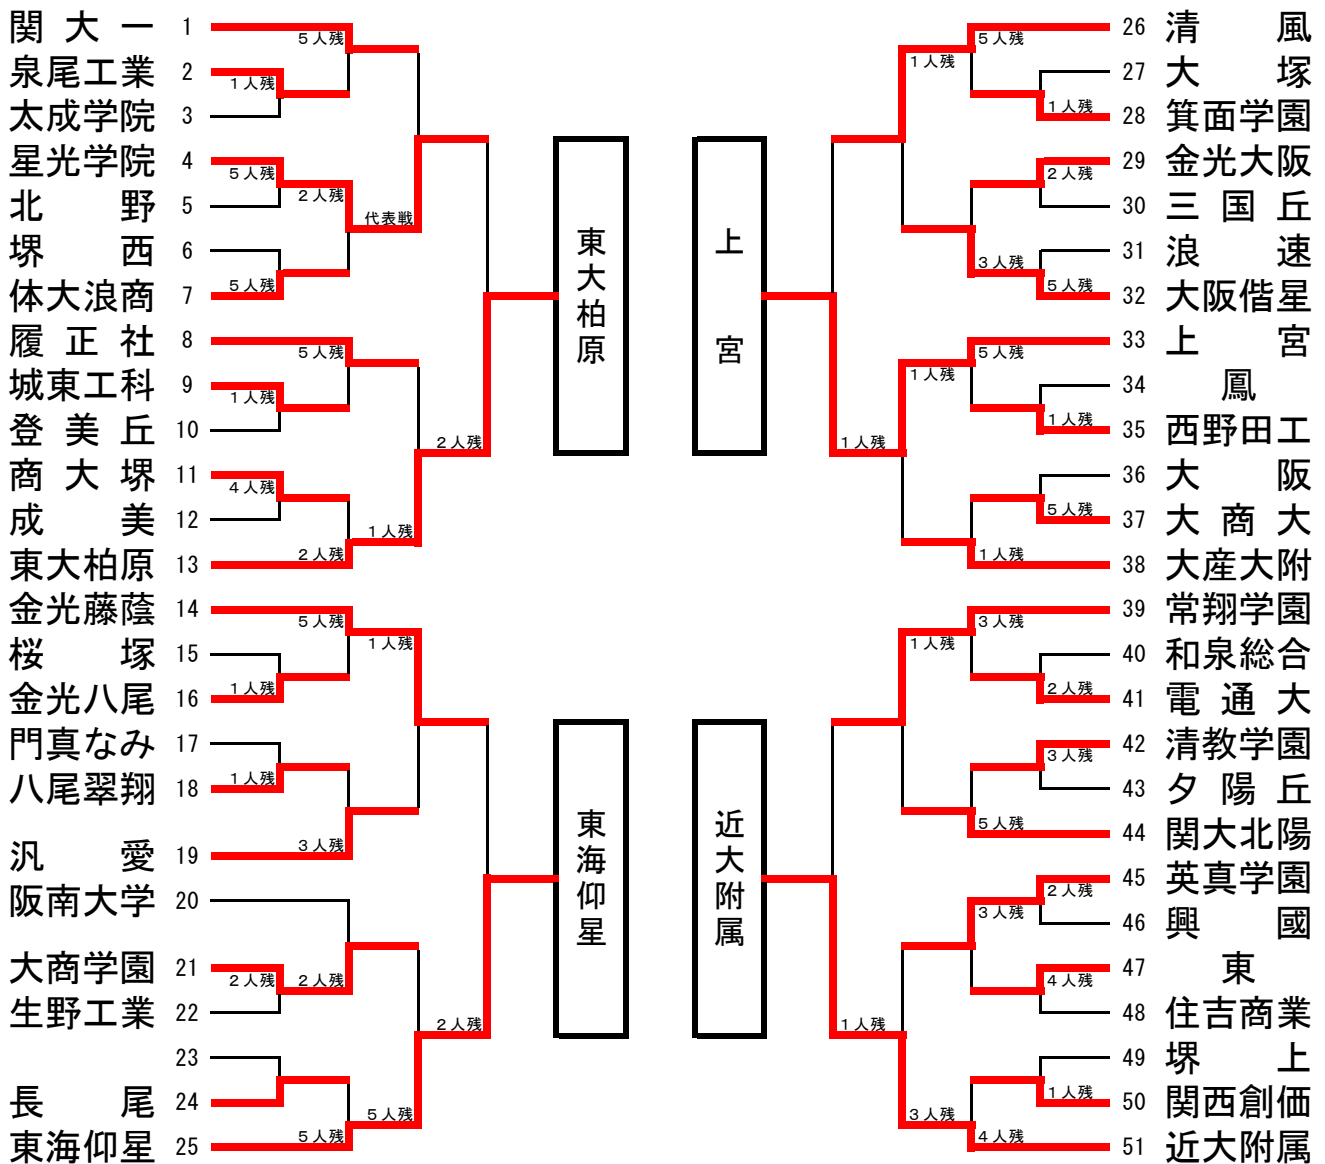 関大一 1
5人残
泉尾工業 2
1人残
太成学院 3
星光学院 4
5人残
2人残
北野 5
代表戦
堺西 6
5人残
体大浪商 7
履正社 8
5人残
城東工科 9
1人残
登美丘 10
2人残
商大堺 11
4人残
成美 12
1人残
2人残
東大柏原 13
金光藤蔭 14
5人残
1人残
桜塚 15
1人残
金光八尾 16
門真なみ 17
1人残
八尾翠翔 18
3人残
汎愛 19
阪南大学 20
大商学園 21
2人残
2人残
生野工業 22
2人残
23
長尾 24
5人残
5人残
東海仰星 25
東大柏原
上宮
東海仰星
近大附属
26 清風
5人残
1人残
27 大塚
1人残
28 箕面学園
29 金光大阪
2人残
30 三国丘
31 浪速
3人残
5人残
32 大阪偕星
33 上宮
5人残
1人残
34 鳳
1人残
35 西野田工
1人残
36 大阪
5人残
37 大商大
1人残
38 大産大附
39 常翔学園
3人残
1人残
40 和泉総合
2人残
41 電通大
42 清教学園
3人残
43 夕陽丘
5人残
44 関大北陽
45 英真学園
2人残
3人残
46 興國
47 東
4人残
48 住吉商業
1人残
49 堺上
1人残
50 関西創価
3人残
4人残
51 近大附属